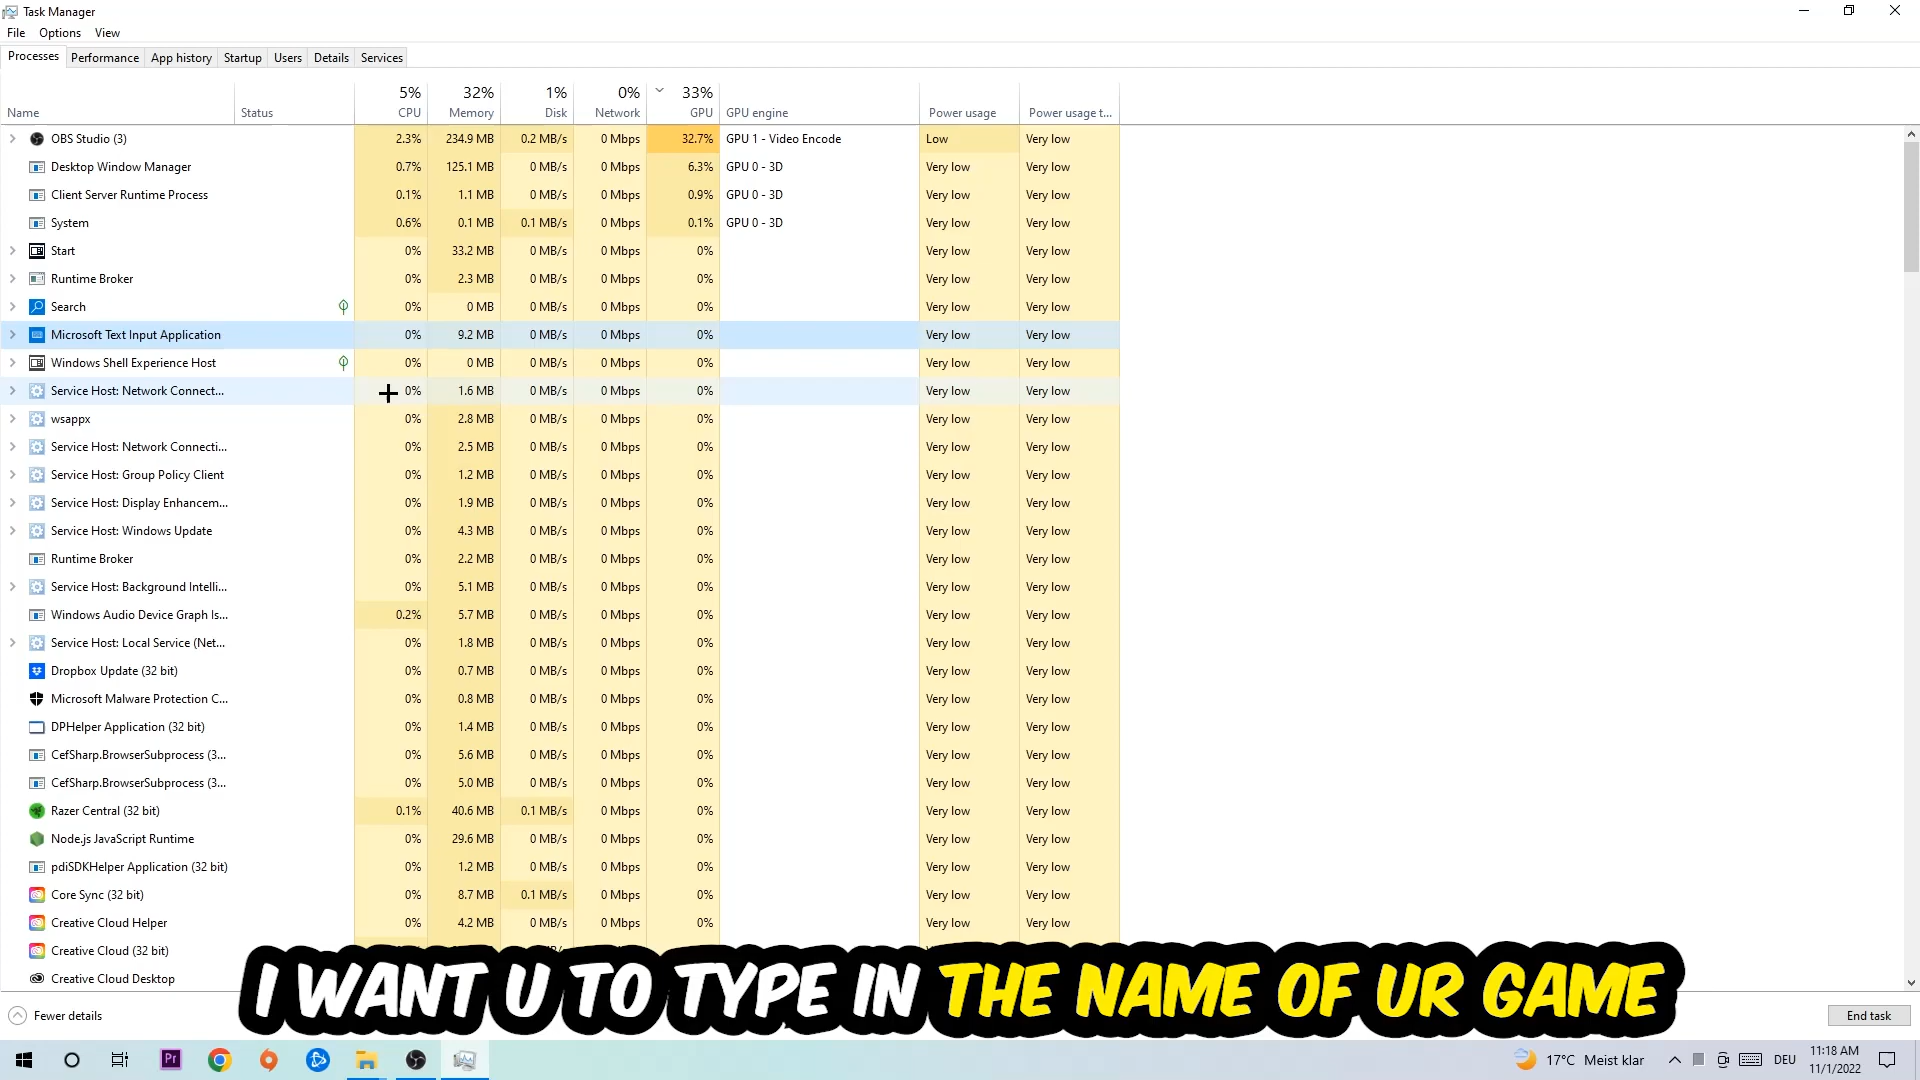 Task Manager
File Options View
Processes Performance App history Startup Users Details Services
5% 32% 1% 0% 33%
Name Status CPU Memory Disk Network GPU GPU engine Power usage Power usage t...
OBS Studio (3) 2.3% 234.9 MB 0.2 MB/s 0 Mbps 32.7% GPU 1 - Video Encode Low Very low
Desktop Window Manager 0.7% 125.1 MB 0 MB/s 0 Mbps 6.3% GPU 0 - 3D Very low Very low
Client Server Runtime Process 0.1% 1.1 MB 0 MB/s 0 Mbps 0.9% GPU 0 - 3D Very low Very low
System 0.6% 0.1 MB 0.1 MB/s 0 Mbps 0.1% GPU 0 - 3D Very low Very low
Start 0% 33.2 MB 0 MB/s 0 Mbps 0% Very low Very low
Runtime Broker 0% 2.3 MB 0 MB/s 0 Mbps 0% Very low Very low
Search 0% 0 MB 0 MB/s 0 Mbps 0% Very low Very low
Microsoft Text Input Application 0% 9.2 MB 0 MB/s 0 Mbps 0% Very low Very low
Windows Shell Experience Host 0% 0 MB 0 MB/s 0 Mbps 0% Very low Very low
Service Host: Network Connect... 0% 1.6 MB 0 MB/s 0 Mbps 0% Very low Very low
wsappx 0% 2.8 MB 0 MB/s 0 Mbps 0% Very low Very low
Service Host: Network Connecti... 0% 2.5 MB 0 MB/s 0 Mbps 0% Very low Very low
Service Host: Group Policy Client 0% 1.2 MB 0 MB/s 0 Mbps 0% Very low Very low
Service Host: Display Enhancem... 0% 1.9 MB 0 MB/s 0 Mbps 0% Very low Very low
Service Host: Windows Update 0% 4.3 MB 0 MB/s 0 Mbps 0% Very low Very low
Runtime Broker 0% 2.2 MB 0 MB/s 0 Mbps 0% Very low Very low
Service Host: Background Intelli... 0% 5.1 MB 0 MB/s 0 Mbps 0% Very low Very low
Windows Audio Device Graph Is... 0.2% 5.7 MB 0 MB/s 0 Mbps 0% Very low Very low
Service Host: Local Service (Net... 0% 1.8 MB 0 MB/s 0 Mbps 0% Very low Very low
Dropbox Update (32 bit) 0% 0.7 MB 0 MB/s 0 Mbps 0% Very low Very low
Microsoft Malware Protection C... 0% 0.8 MB 0 MB/s 0 Mbps 0% Very low Very low
DPHelper Application (32 bit) 0% 1.4 MB 0 MB/s 0 Mbps 0% Very low Very low
CefSharp.BrowserSubprocess (3... 0% 5.6 MB 0 MB/s 0 Mbps 0% Very low Very low
CefSharp.BrowserSubprocess (3... 0% 5.0 MB 0 MB/s 0 Mbps 0% Very low Very low
Razer Central (32 bit) 0.1% 40.6 MB 0.1 MB/s 0 Mbps 0% Very low Very low
Node.js JavaScript Runtime 0% 29.6 MB 0 MB/s 0 Mbps 0% Very low Very low
pdiSDKHelper Application (32 bit) 0% 1.2 MB 0 MB/s 0 Mbps 0% Very low Very low
Core Sync (32 bit) 0% 8.7 MB 0.1 MB/s 0 Mbps 0% Very low Very low
Creative Cloud Helper 0% 4.2 MB 0 MB/s 0 Mbps 0% Very low Very low
Creative Cloud (32 bit) Very low
Creative Cloud Desktop
I WANT U TO TYPE IN THE NAME OF UR GAME
Fewer details End task
Pr 17°C Meist klar DEU 11:18 AM
11/1/2022